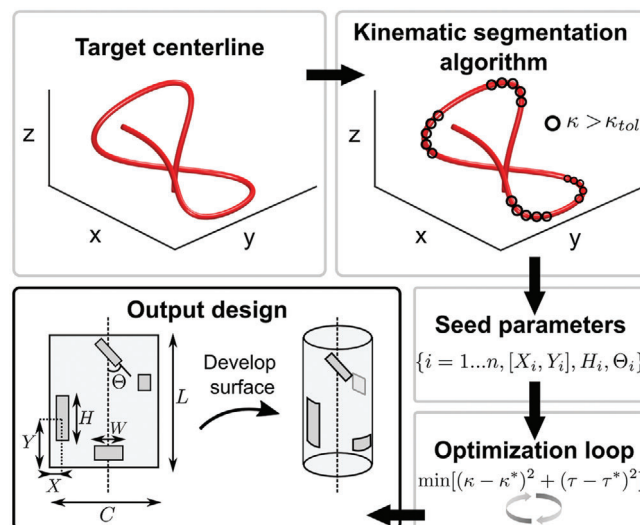 Target centerline
z
x
y
Kinematic segmentation
algorithm
κ > κ_tol
z
x
y
Seed parameters
{i = 1...n, [X_i, Y_i], H_i, Θ_i}
Optimization loop
min[(κ − κ*)² + (τ − τ*)²]
Output design
Θ
L
H
W
Y
X
C
Develop
surface